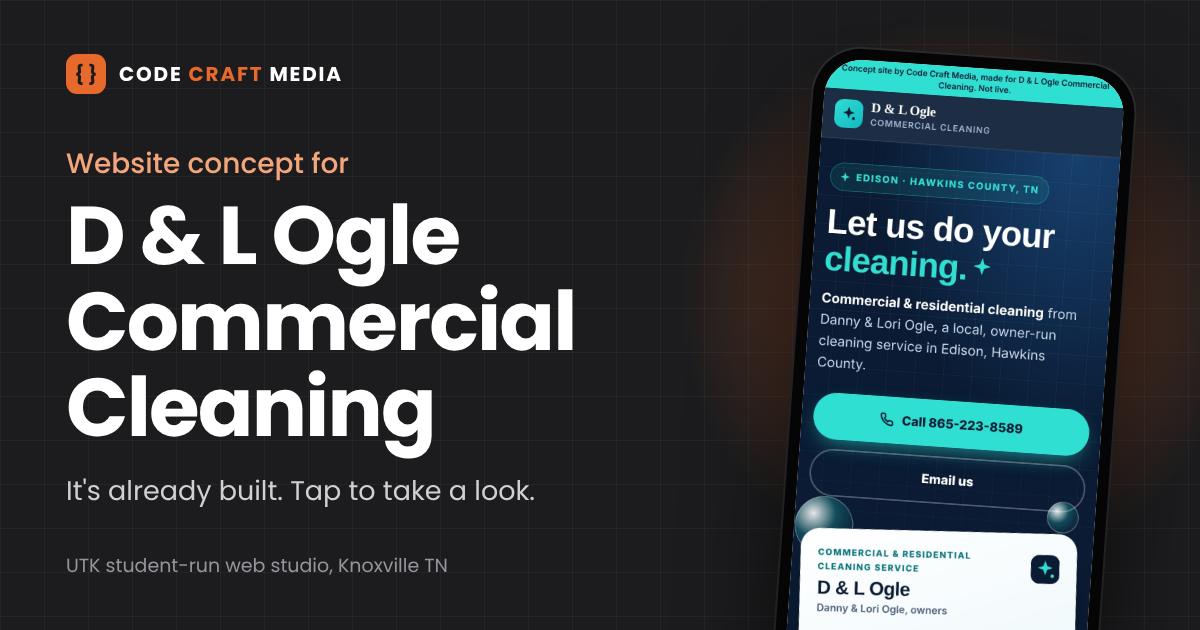 { } CODE CRAFT MEDIA
Website concept for
D & L Ogle
Commercial
Cleaning
It's already built. Tap to take a look.
UTK student-run web studio, Knoxville TN
Concept site by Code Craft Media, made for D & L Ogle Commercial
Cleaning. Not live.
D & L Ogle
COMMERCIAL CLEANING
EDISON · HAWKINS COUNTY, TN
Let us do your
cleaning.
Commercial & residential cleaning from
Danny & Lori Ogle, a local, owner-run
cleaning service in Edison, Hawkins
County.
Call 865-223-8589
Email us
COMMERCIAL & RESIDENTIAL
CLEANING SERVICE
D & L Ogle
Danny & Lori Ogle, owners